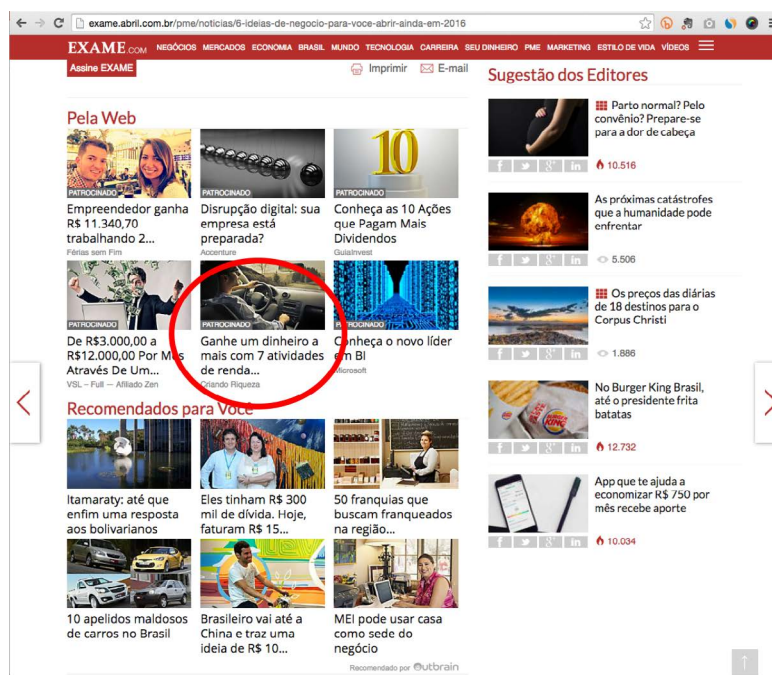 exame.abril.com.br/pme/noticias/6-ideias-de-negocio-para-voce-abrir-ainda-em-2016
EXAME.COM NEGÓCIOS MERCADOS ECONOMIA BRASIL MUNDO TECNOLOGIA CARREIRA SEU DINHEIRO PME MARKETING ESTILO DE VIDA VÍDEOS
Assine EXAME
Imprimir E-mail
Pela Web
PATROCINADO
Empreendedor ganha
R$ 11.340,70
trabalhando 2...
Férias sem Fim
PATROCINADO
Disrupção digital: sua
empresa está
preparada?
Accenture
10
PATROCINADO
Conheça as 10 Ações
que Pagam Mais
Dividendos
GuiaInvest
PATROCINADO
De R$3.000,00 a
R$12.000,00 Por Mês
Através De Um...
VSL – Full — Afiliado Zen
PATROCINADO
Ganhe um dinheiro a
mais com 7 atividades
de renda...
Criando Riqueza
PATROCINADO
Conheça o novo líder
em BI
Microsoft
Recomendados para Você
Itamaraty: até que
enfim uma resposta
aos bolivarianos
Eles tinham R$ 300
mil de dívida. Hoje,
faturam R$ 15...
50 franquias que
buscam franqueados
na região...
10 apelidos maldosos
de carros no Brasil
Brasileiro vai até a
China e traz uma
ideia de R$ 10...
MEI pode usar casa
como sede do
negócio
Recomendado por Outbrain
Sugestão dos Editores
Parto normal? Pelo
convênio? Prepare-se
para a dor de cabeça
10.516
As próximas catástrofes
que a humanidade pode
enfrentar
5.506
Os preços das diárias
de 18 destinos para o
Corpus Christi
1.886
BURGER KING
No Burger King Brasil,
até o presidente frita
batatas
12.732
App que te ajuda a
economizar R$ 750 por
mês recebe aporte
10.034